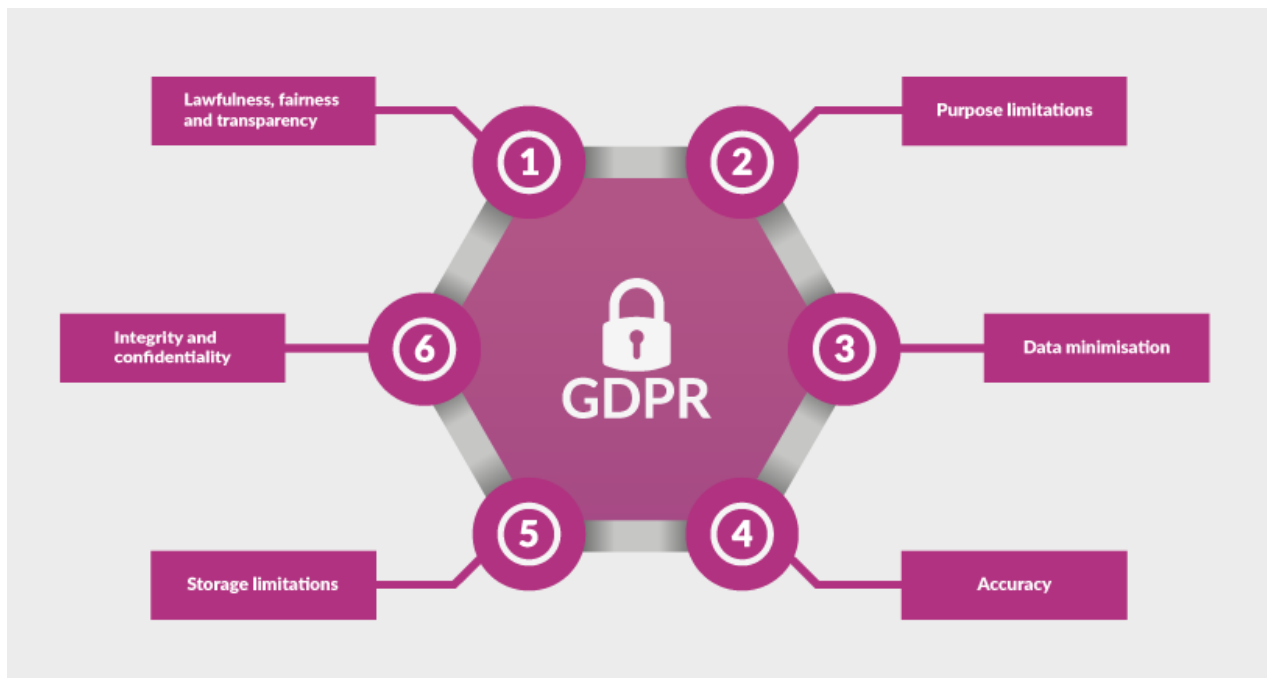 Lawfulness, fairness
and transparency
1
2
Purpose limitations
Integrity and
confidentiality
6
GDPR
3
Data minimisation
5
Storage limitations
4
Accuracy